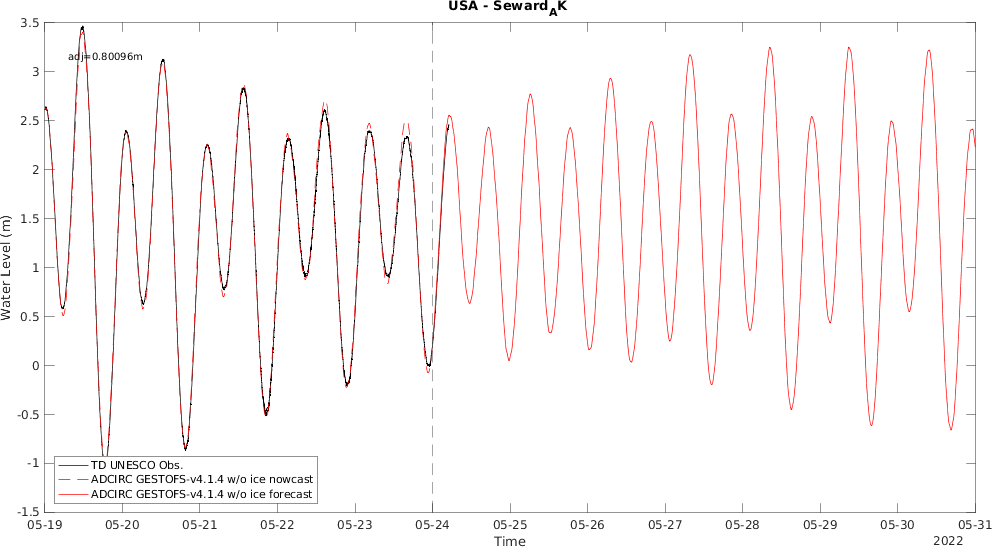 USA - Seward_AK
adj=0.80096m
3.5
3
2.5
2
1.5
1
0.5
0
-0.5
-1
-1.5
Water Level (m)
TD UNESCO Obs.
ADCIRC GESTOFS-v4.1.4 w/o ice nowcast
ADCIRC GESTOFS-v4.1.4 w/o ice forecast
05-19 05-20 05-21 05-22 05-23 05-24 05-25 05-26 05-27 05-28 05-29 05-30 05-31
Time
2022